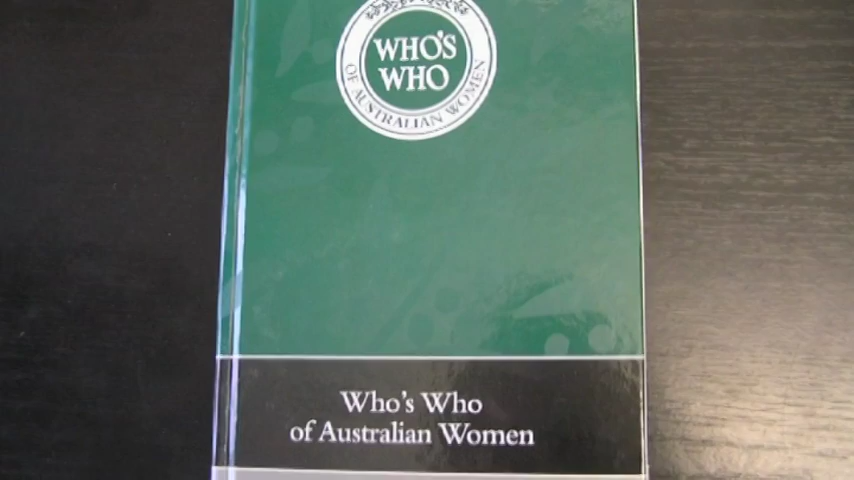 WHO'S
WHO
OF AUSTRALIAN WOMEN
Who's Who
of Australian Women